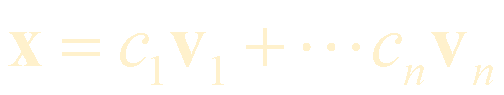 x = c₁v₁ + ⋯cₙvₙ